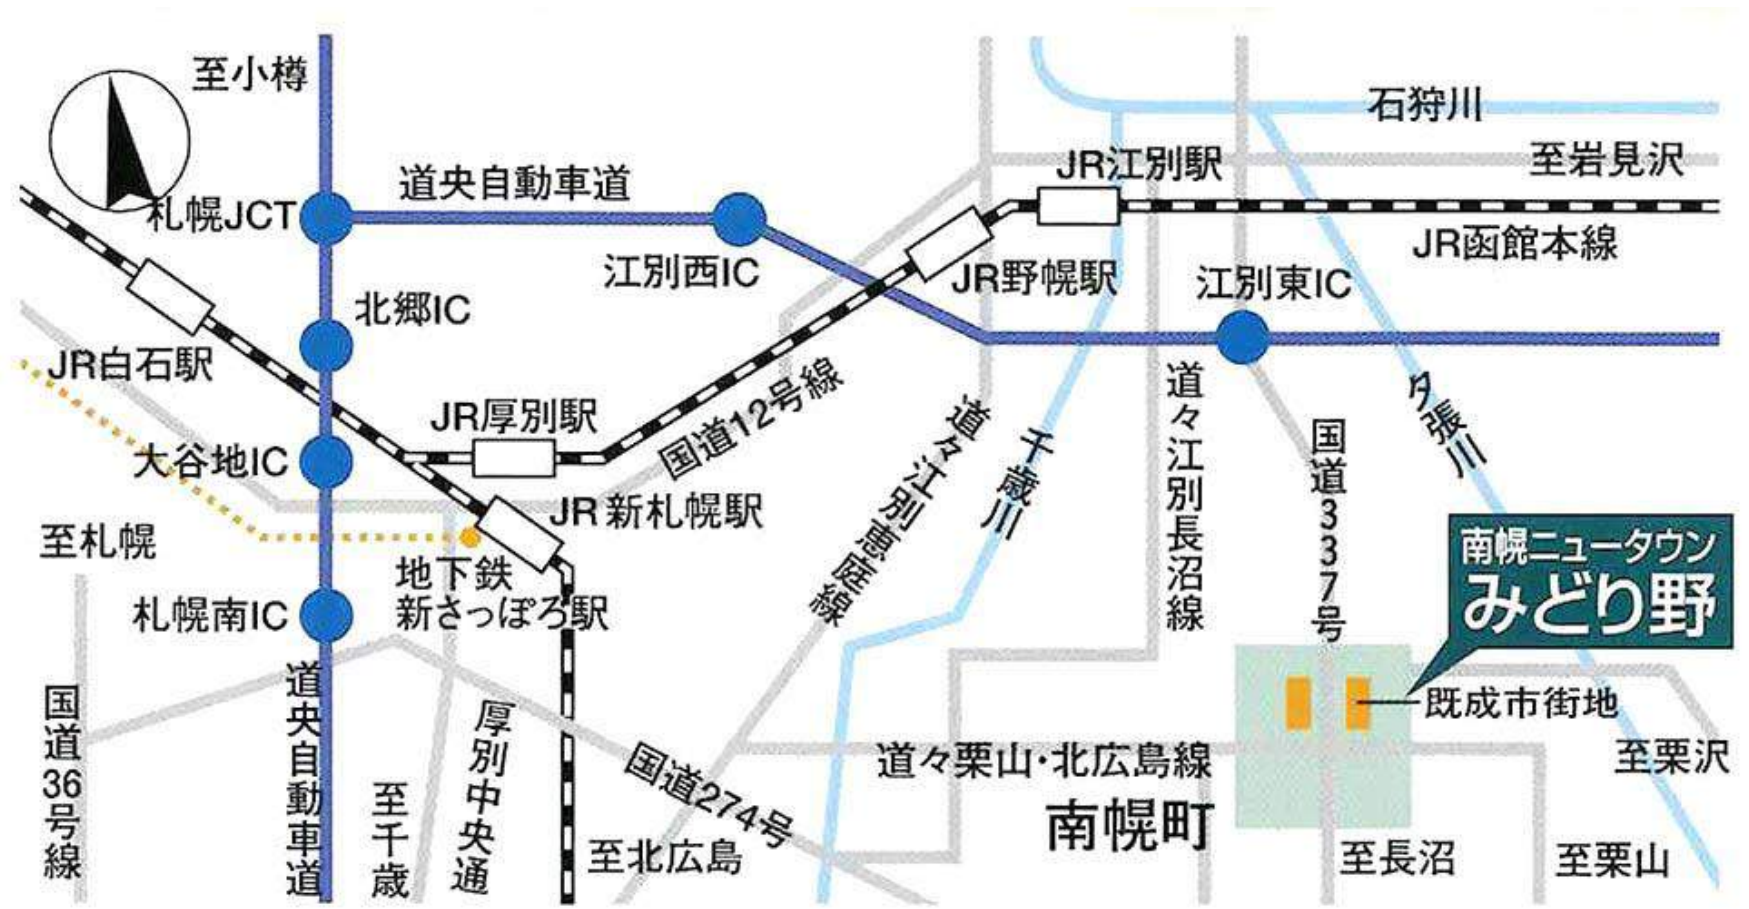 至小樽
石狩川
JR江別駅
至岩見沢
道央自動車道
札幌JCT
JR函館本線
江別西IC
JR野幌駅
江別東IC
北郷IC
JR白石駅
国道12号線
道々江別長沼線
夕張川
JR厚別駅
道々江別恵庭線
千歳川
国道337号
大谷地IC
JR新札幌駅
至札幌
地下鉄
新さっぽろ駅
札幌南IC
南幌ニュータウン
みどり野
既成市街地
国道36号線
道央自動車道
厚別中央通
国道274号
道々栗山・北広島線
至栗沢
至千歳
南幌町
至北広島
至長沼
至栗山